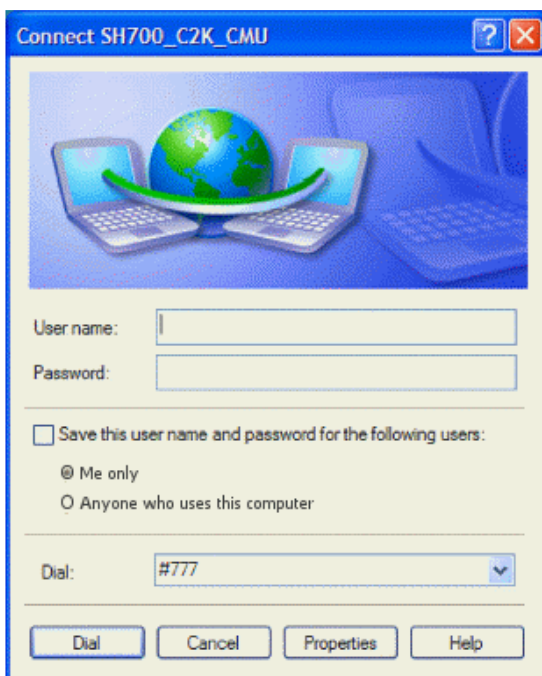 Connect SH700_C2K_CMU
User name:
Password:
Save this user name and password for the following users:
Me only
Anyone who uses this computer
Dial: #777
Dial Cancel Properties Help